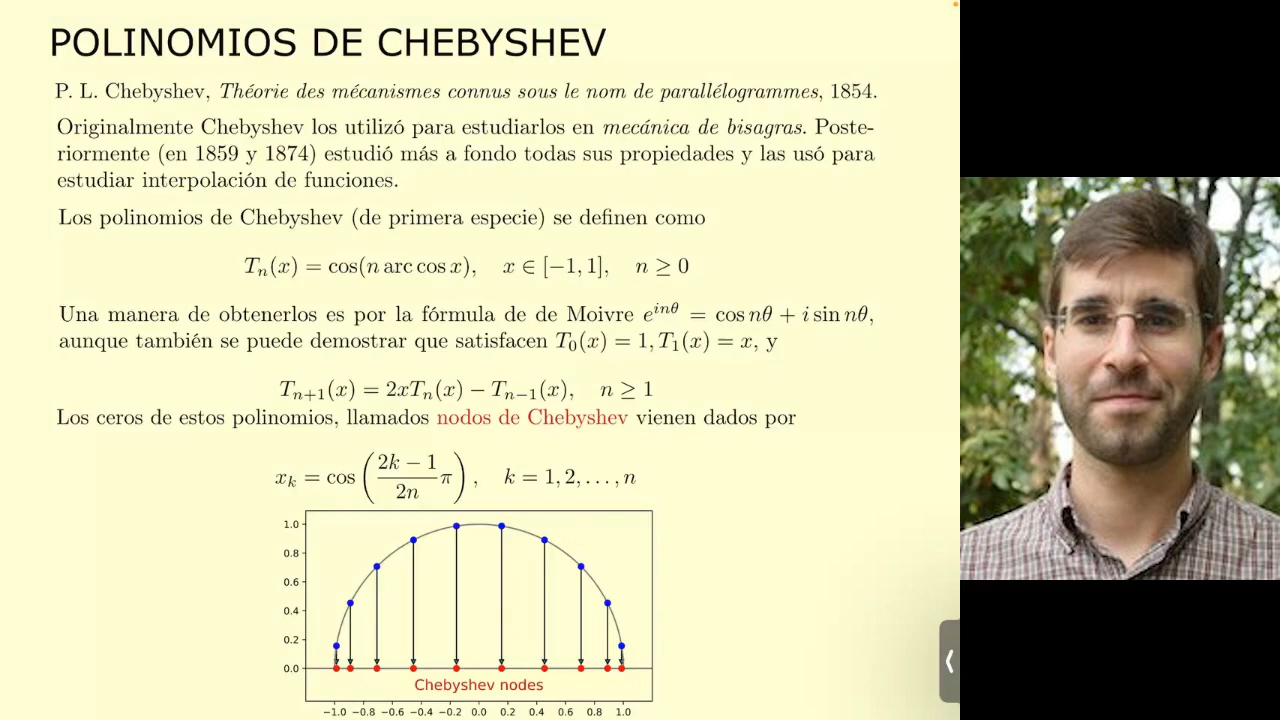 POLINOMIOS DE CHEBYSHEV
P. L. Chebyshev, Théorie des mécanismes connus sous le nom de parallélogrammes, 1854.
Originalmente Chebyshev los utilizó para estudiarlos en mecánica de bisagras. Poste-
riormente (en 1859 y 1874) estudió más a fondo todas sus propiedades y las usó para
estudiar interpolación de funciones.
Los polinomios de Chebyshev (de primera especie) se definen como
Tₙ(x) = cos(n arc cos x), x ∈ [−1, 1], n ≥ 0
Una manera de obtenerlos es por la fórmula de de Moivre e^{inθ} = cos nθ + i sin nθ,
aunque también se puede demostrar que satisfacen T₀(x) = 1, T₁(x) = x, y
Tₙ₊₁(x) = 2xTₙ(x) − Tₙ₋₁(x), n ≥ 1
Los ceros de estos polinomios, llamados nodos de Chebyshev vienen dados por
xₖ = cos((2k − 1)/(2n) π), k = 1, 2, . . . , n
1.0
0.8
0.6
0.4
0.2
0.0
Chebyshev nodes
−1.0 −0.8 −0.6 −0.4 −0.2 0.0 0.2 0.4 0.6 0.8 1.0